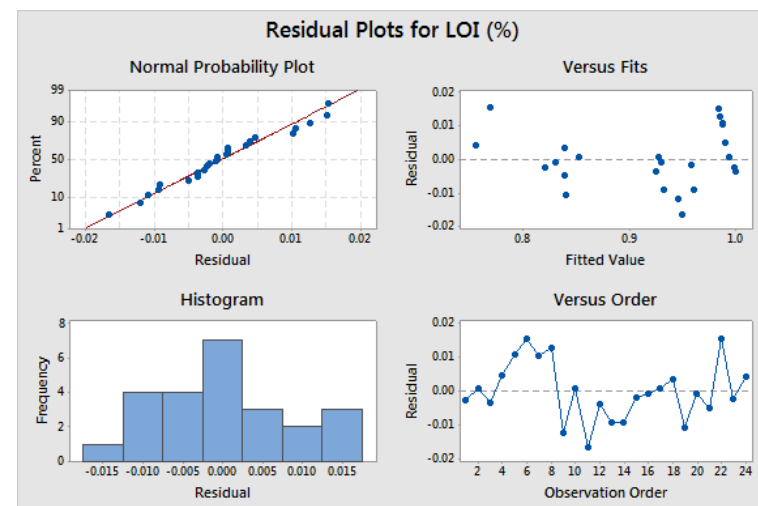 Residual Plots for LOI (%)
Normal Probability Plot
99
90
50
10
1
Percent
-0.02 -0.01 0.00 0.01 0.02
Residual
Versus Fits
0.02
0.01
0.00
-0.01
-0.02
Residual
0.8 0.9 1.0
Fitted Value
Histogram
8
6
4
2
0
Frequency
-0.015 -0.010 -0.005 0.000 0.005 0.010 0.015
Residual
Versus Order
0.02
0.01
0.00
-0.01
-0.02
Residual
2 4 6 8 10 12 14 16 18 20 22 24
Observation Order